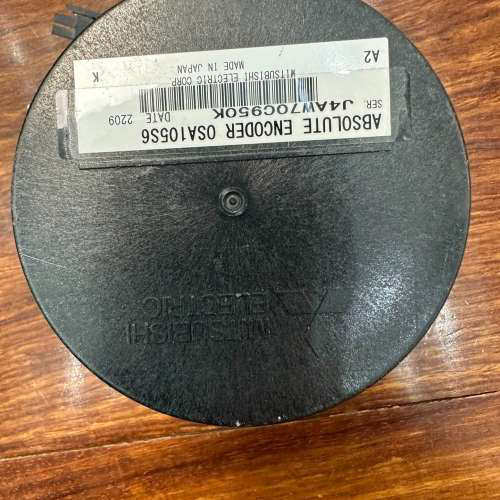 ABSOLUTE ENCODER OSA105S6
SER J4AW70C950K
DATE 2209
MITSUBISHI ELECTRIC CORP
MADE IN JAPAN
A2
K
MITSUBISHI
ELECTRIC